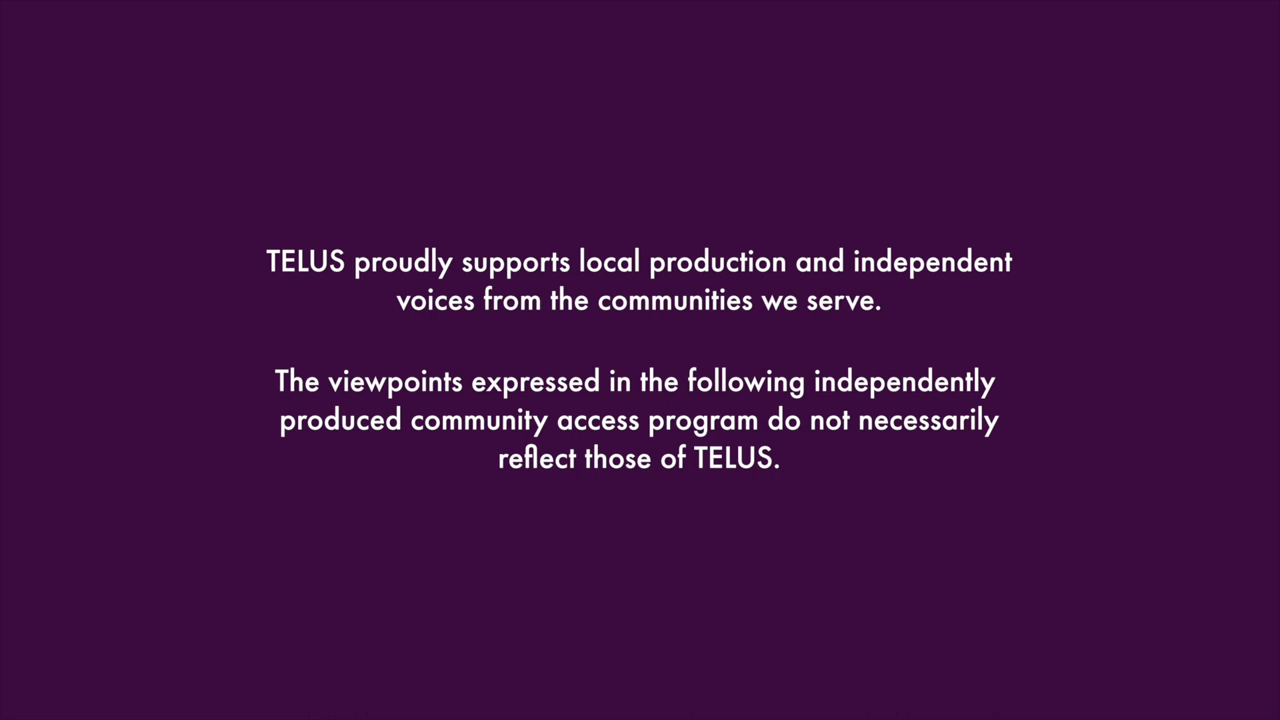 TELUS proudly supports local production and independent
voices from the communities we serve.
The viewpoints expressed in the following independently
produced community access program do not necessarily
reflect those of TELUS.